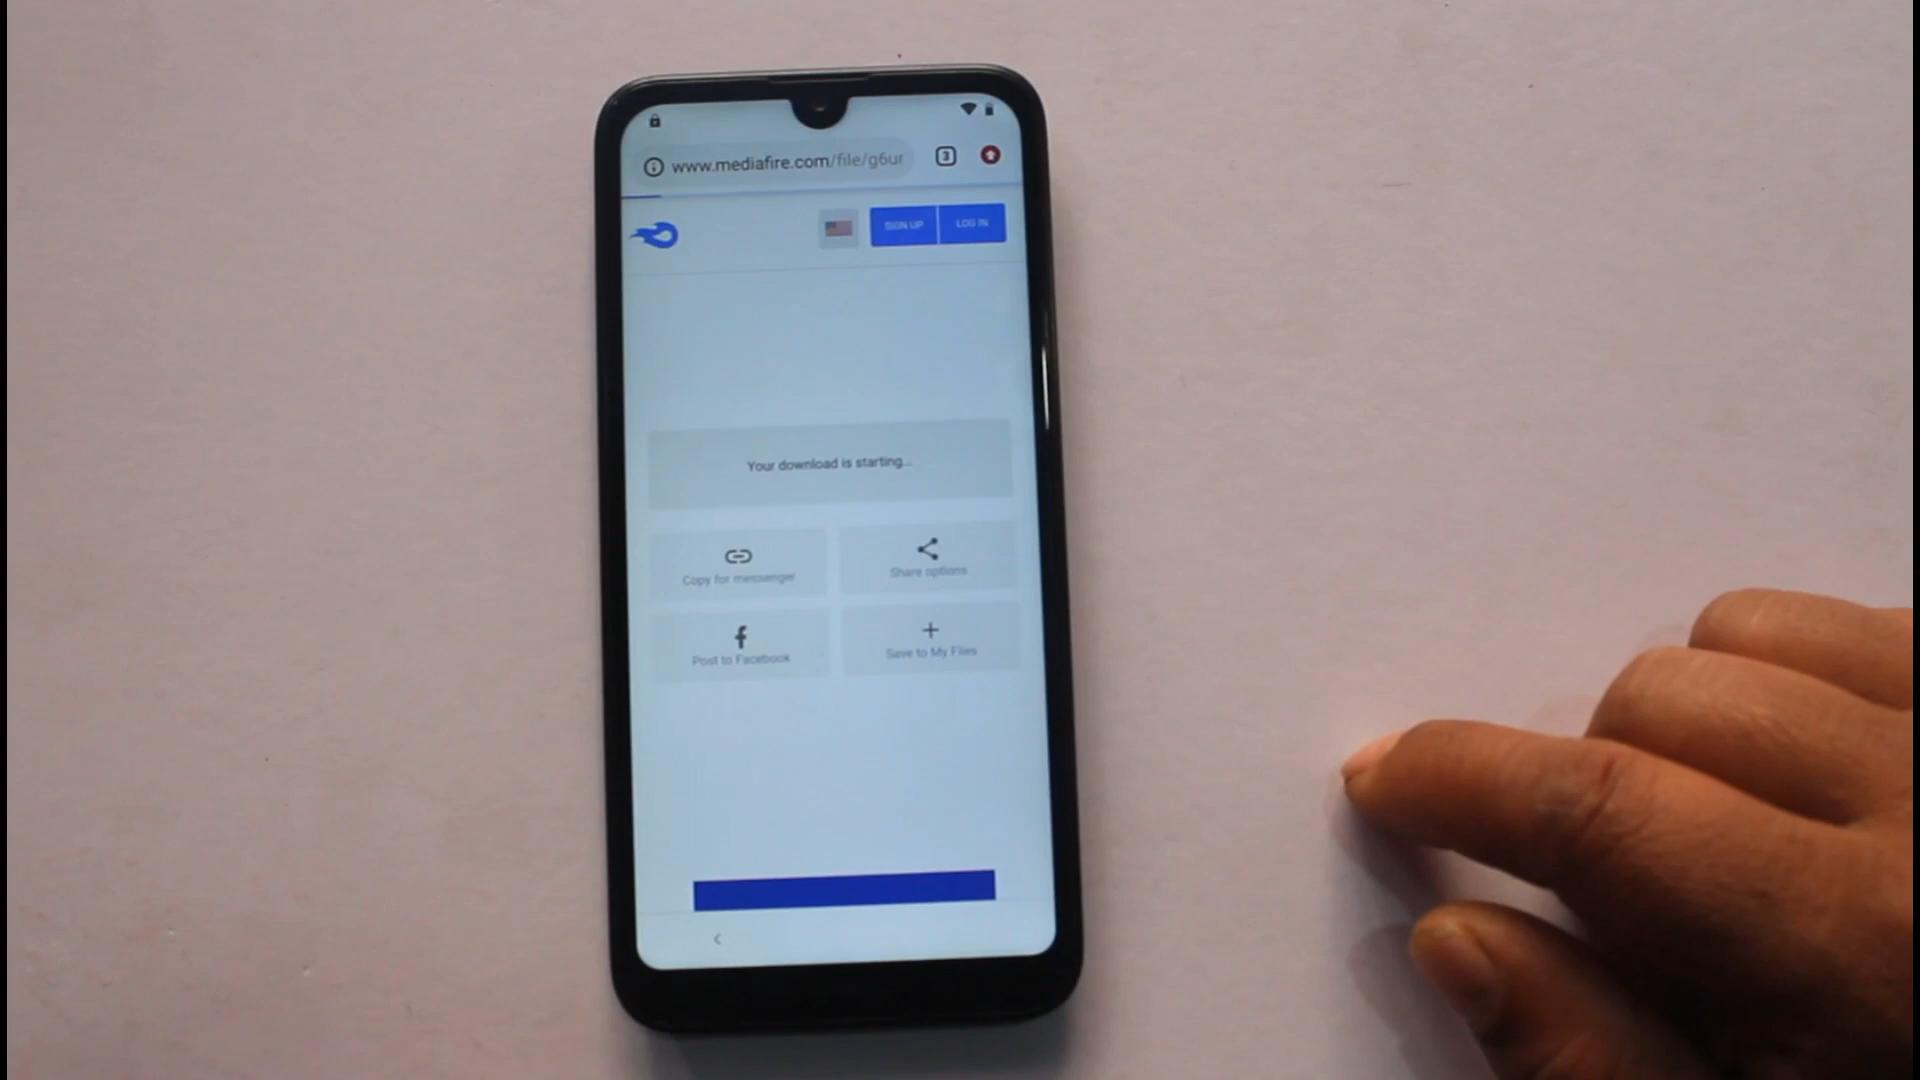 www.mediafire.com/file/g6ur
3
SIGN UP
LOG IN
Your download is starting...
Copy for messenger
Share options
Post to Facebook
Save to My Files